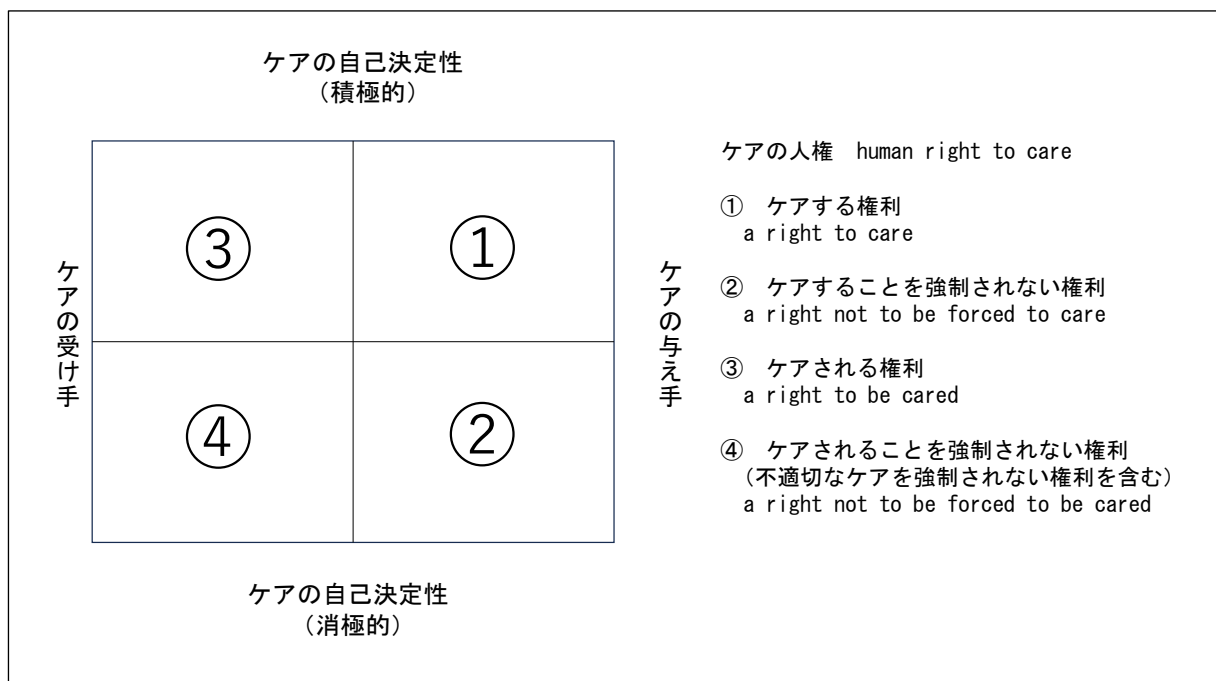 ケアの自己決定性
（積極的）
③
①
ケアの受け手
ケアの与え手
④
②
ケアの自己決定性
（消極的）
ケアの人権 human right to care
① ケアする権利
a right to care
② ケアすることを強制されない権利
a right not to be forced to care
③ ケアされる権利
a right to be cared
④ ケアされることを強制されない権利
（不適切なケアを強制されない権利を含む）
a right not to be forced to be cared